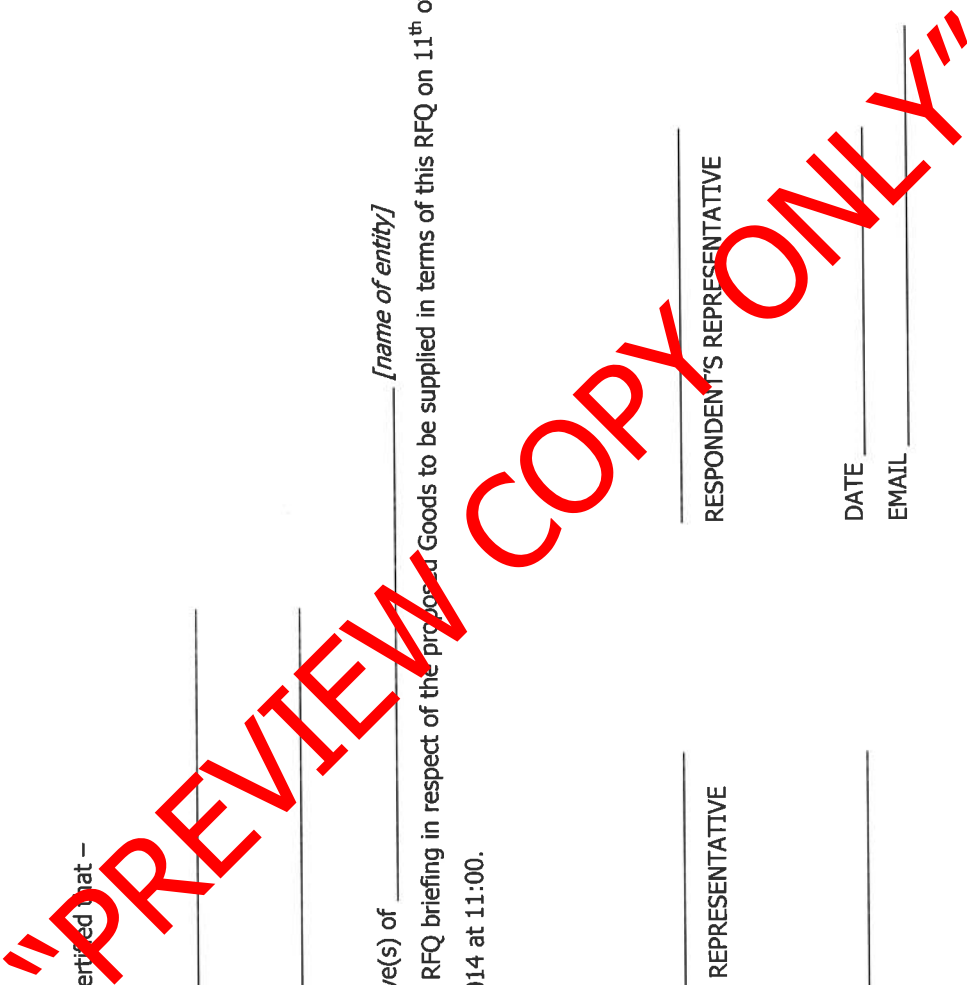 ertified that –
ve(s) of [name of entity]
RFQ briefing in respect of the proposed Goods to be supplied in terms of this RFQ on 11th o
014 at 11:00.
REPRESENTATIVE
RESPONDENT'S REPRESENTATIVE
DATE
EMAIL
"PREVIEW COPY ONLY"